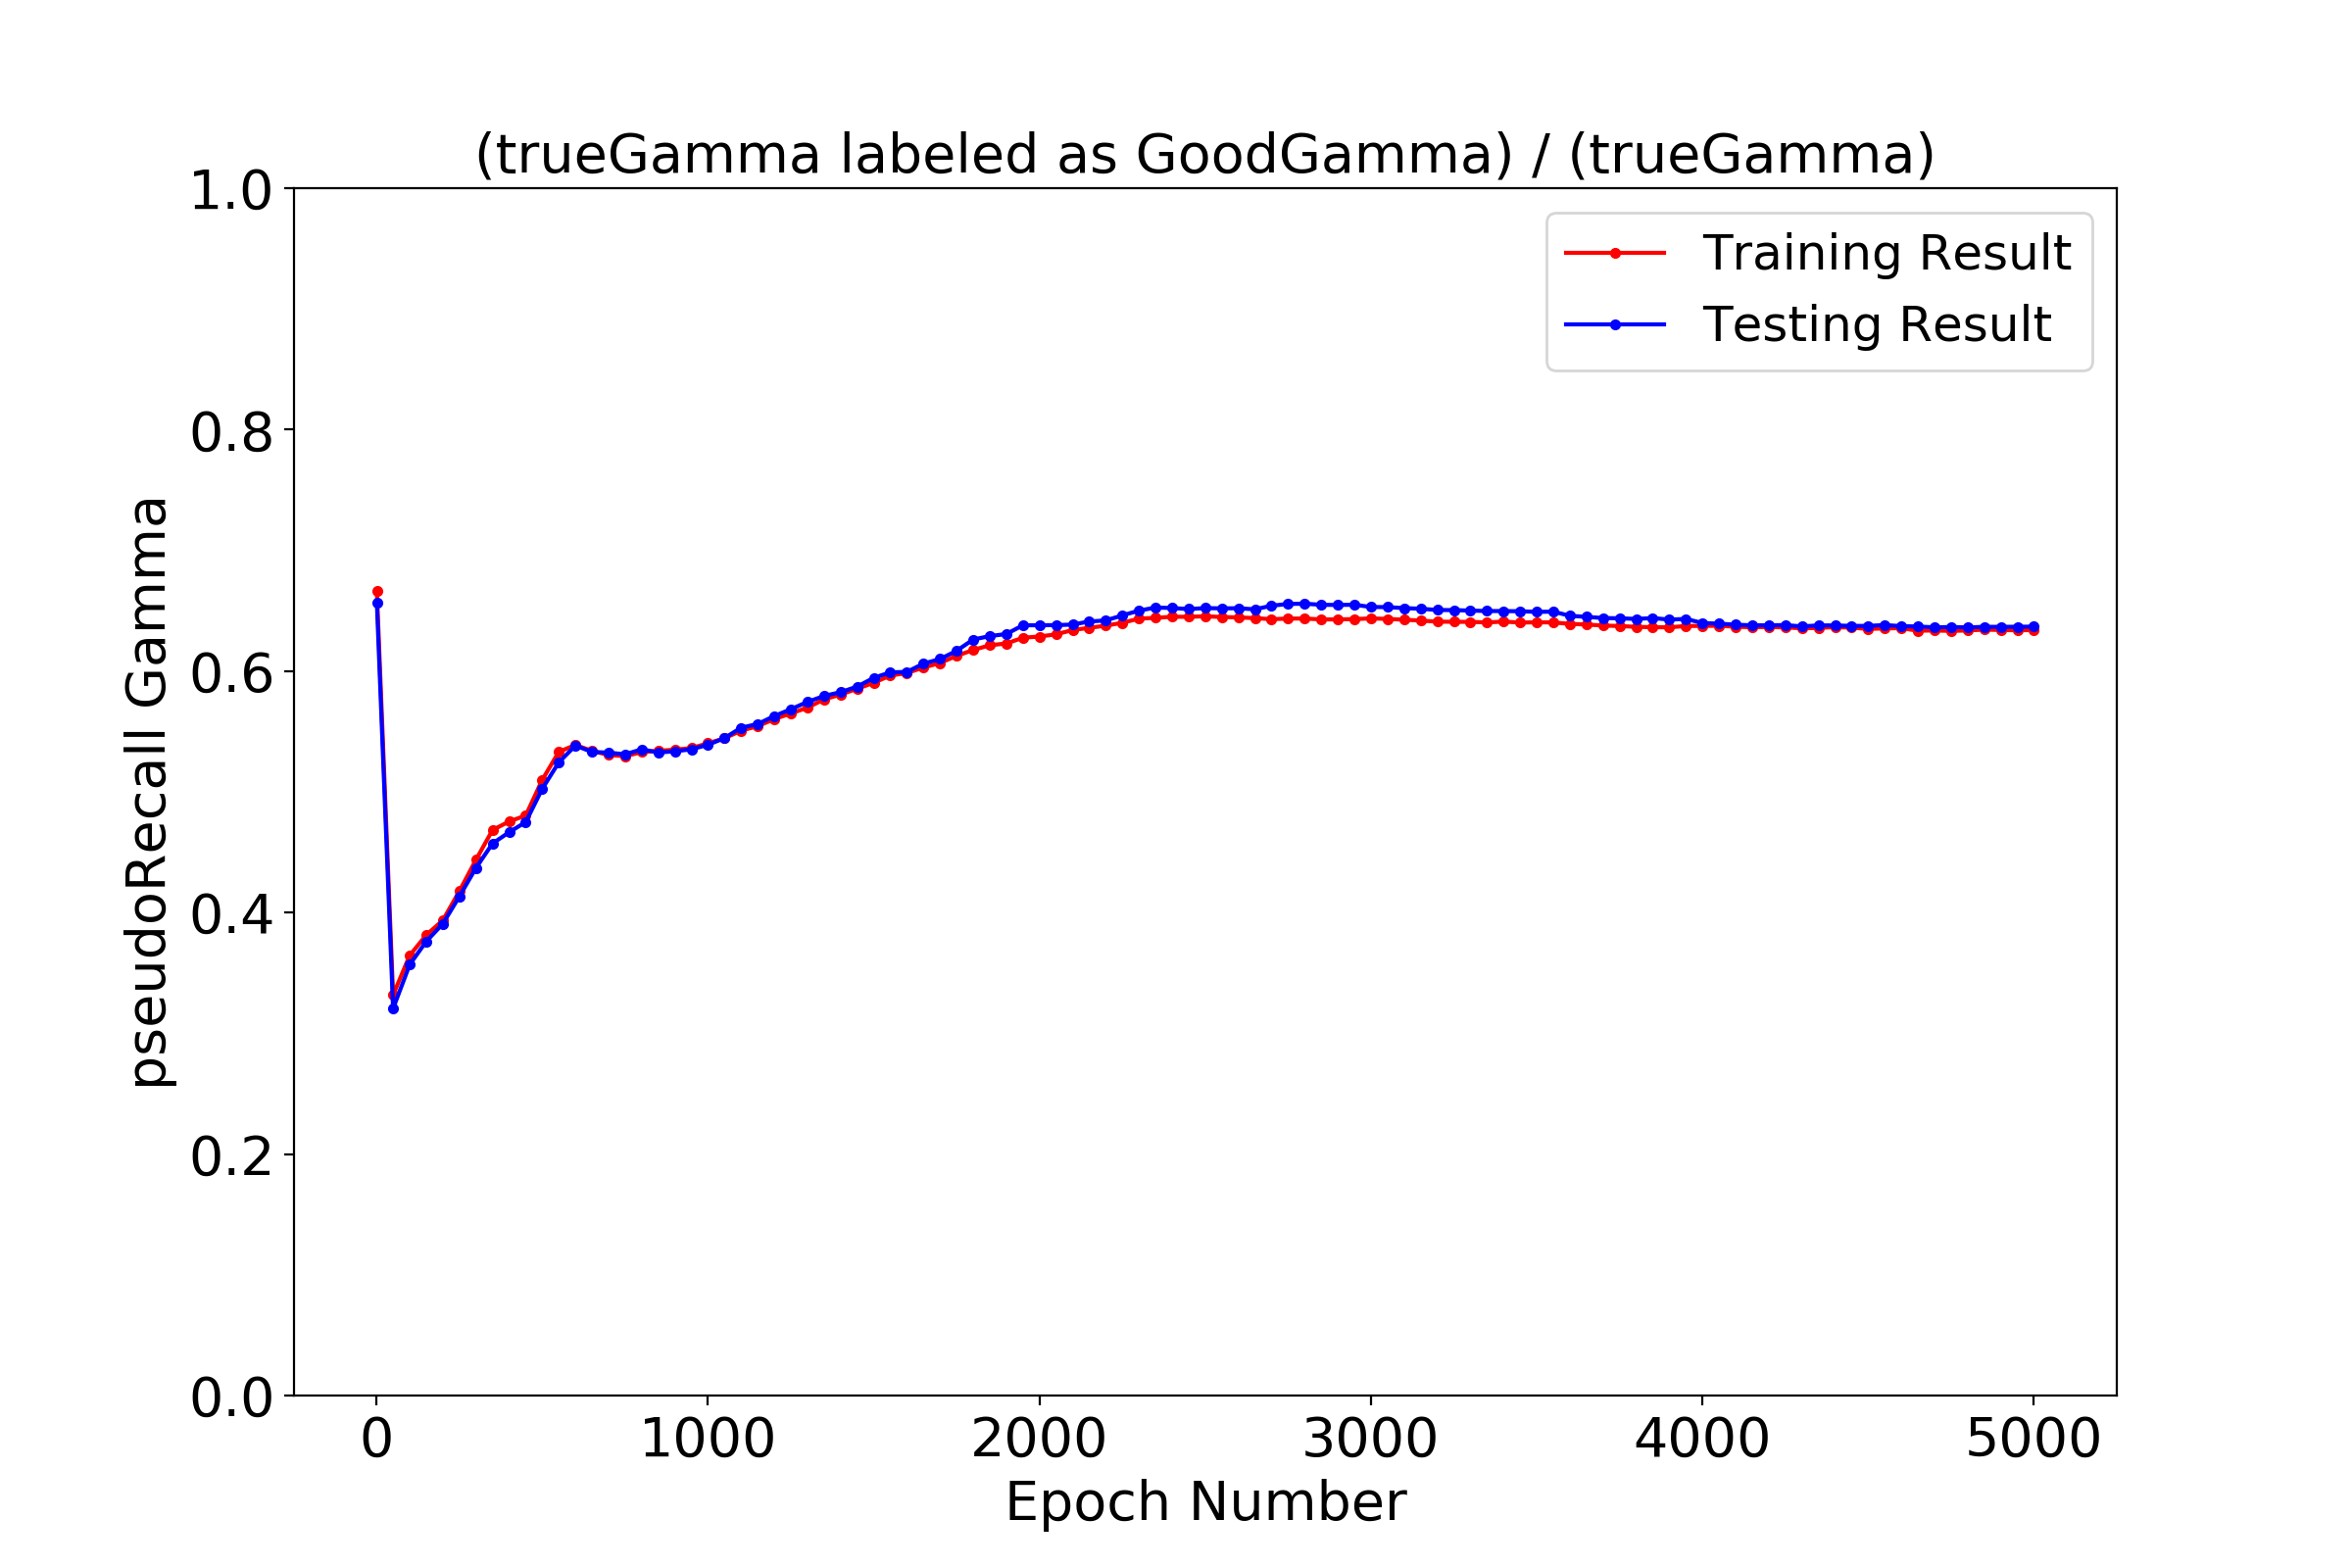 (trueGamma labeled as GoodGamma) / (trueGamma)
1.0
0.8
0.6
0.4
0.2
0.0
pseudoRecall Gamma
Training Result
Testing Result
0 1000 2000 3000 4000 5000
Epoch Number